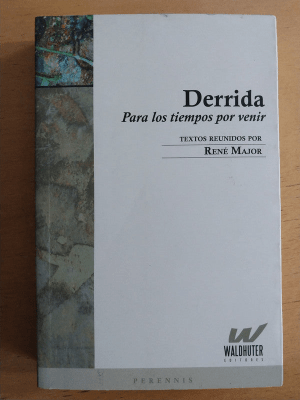 Derrida
Para los tiempos por venir
TEXTOS REUNIDOS POR
RENÉ MAJOR
WALDHUTER
EDITORES
PERENNIS